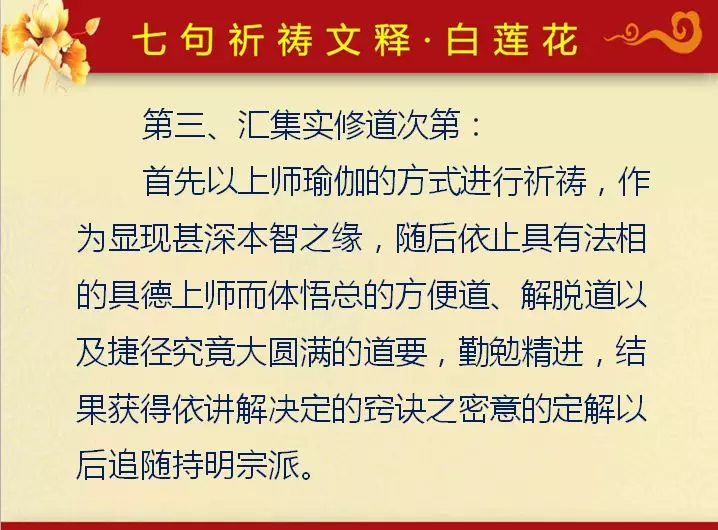 七句祈祷文释·白莲花
第三、汇集实修道次第：
首先以上师瑜伽的方式进行祈祷，作
为显现甚深本智之缘，随后依止具有法相
的具德上师而体悟总的方便道、解脱道以
及捷径究竟大圆满的道要，勤勉精进，结
果获得依讲解决定的窍诀之密意的定解以
后追随持明宗派。